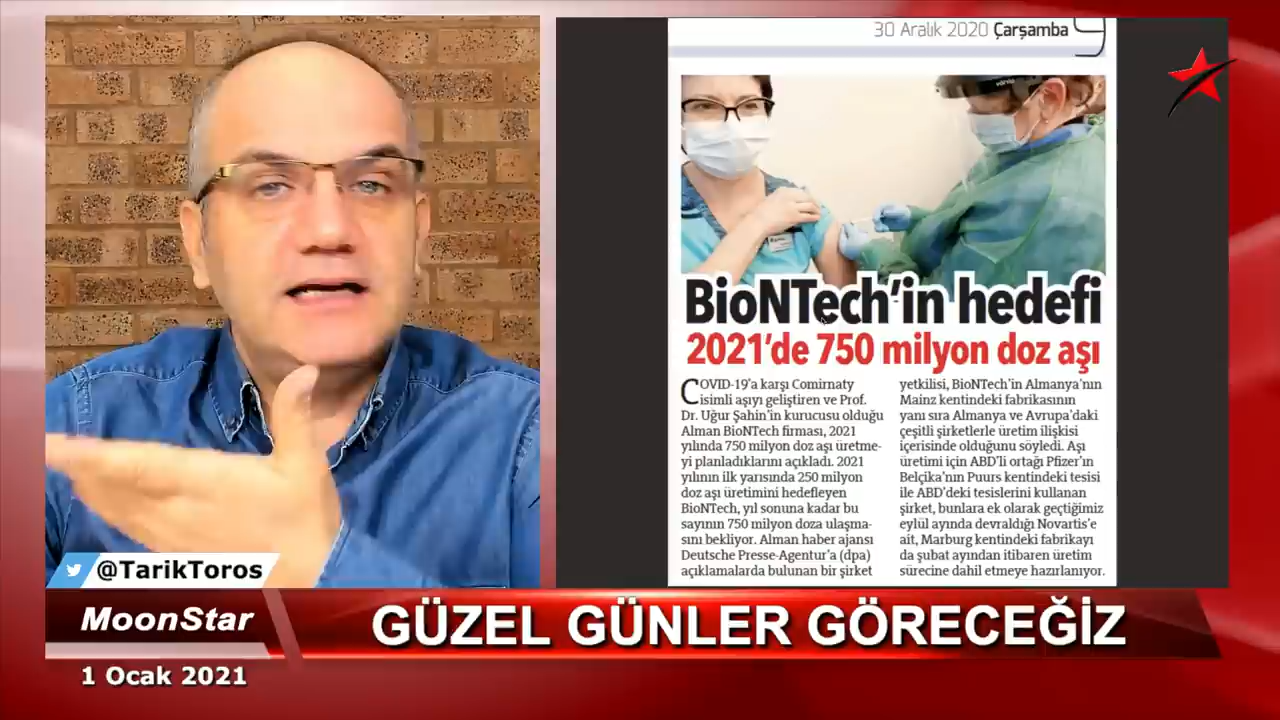 30 Aralık 2020 Çarşamba
BioNTech'in hedefi
2021'de 750 milyon doz aşı
COVID-19'a karşı Comirnaty
isimli aşıyı geliştiren ve Prof.
Dr. Uğur Şahin'in kurucusu olduğu
Alman BioNTech firması, 2021
yılında 750 milyon doz aşı üretme-
yi planladıklarını açıkladı. 2021
yılının ilk yarısında 250 milyon
doz aşı üretimini hedefleyen
BioNTech, yıl sonuna kadar bu
sayının 750 milyon doza ulaşma-
sını bekliyor. Alman haber ajansı
Deutsche Presse-Agentur'a (dpa)
açıklamalarda bulunan bir şirket
yetkilisi, BioNTech'in Almanya'nın
Mainz kentindeki fabrikasının
yanı sıra Almanya ve Avrupa'daki
çeşitli şirketlerle üretim ilişkisi
içerisinde olduğunu söyledi. Aşı
üretimi için ABD'li ortağı Pfizer'ın
Belçika'nın Puurs kentindeki tesisi
ile ABD'deki tesislerini kullanan
şirket, bunlara ek olarak geçtiğimiz
eylül ayında devraldığı Novartis'e
ait, Marburg kentindeki fabrikayı
da şubat ayından itibaren üretim
sürecine dahil etmeye hazırlanıyor.
@TarikToros
MoonStar
GÜZEL GÜNLER GÖRECEĞİZ
1 Ocak 2021